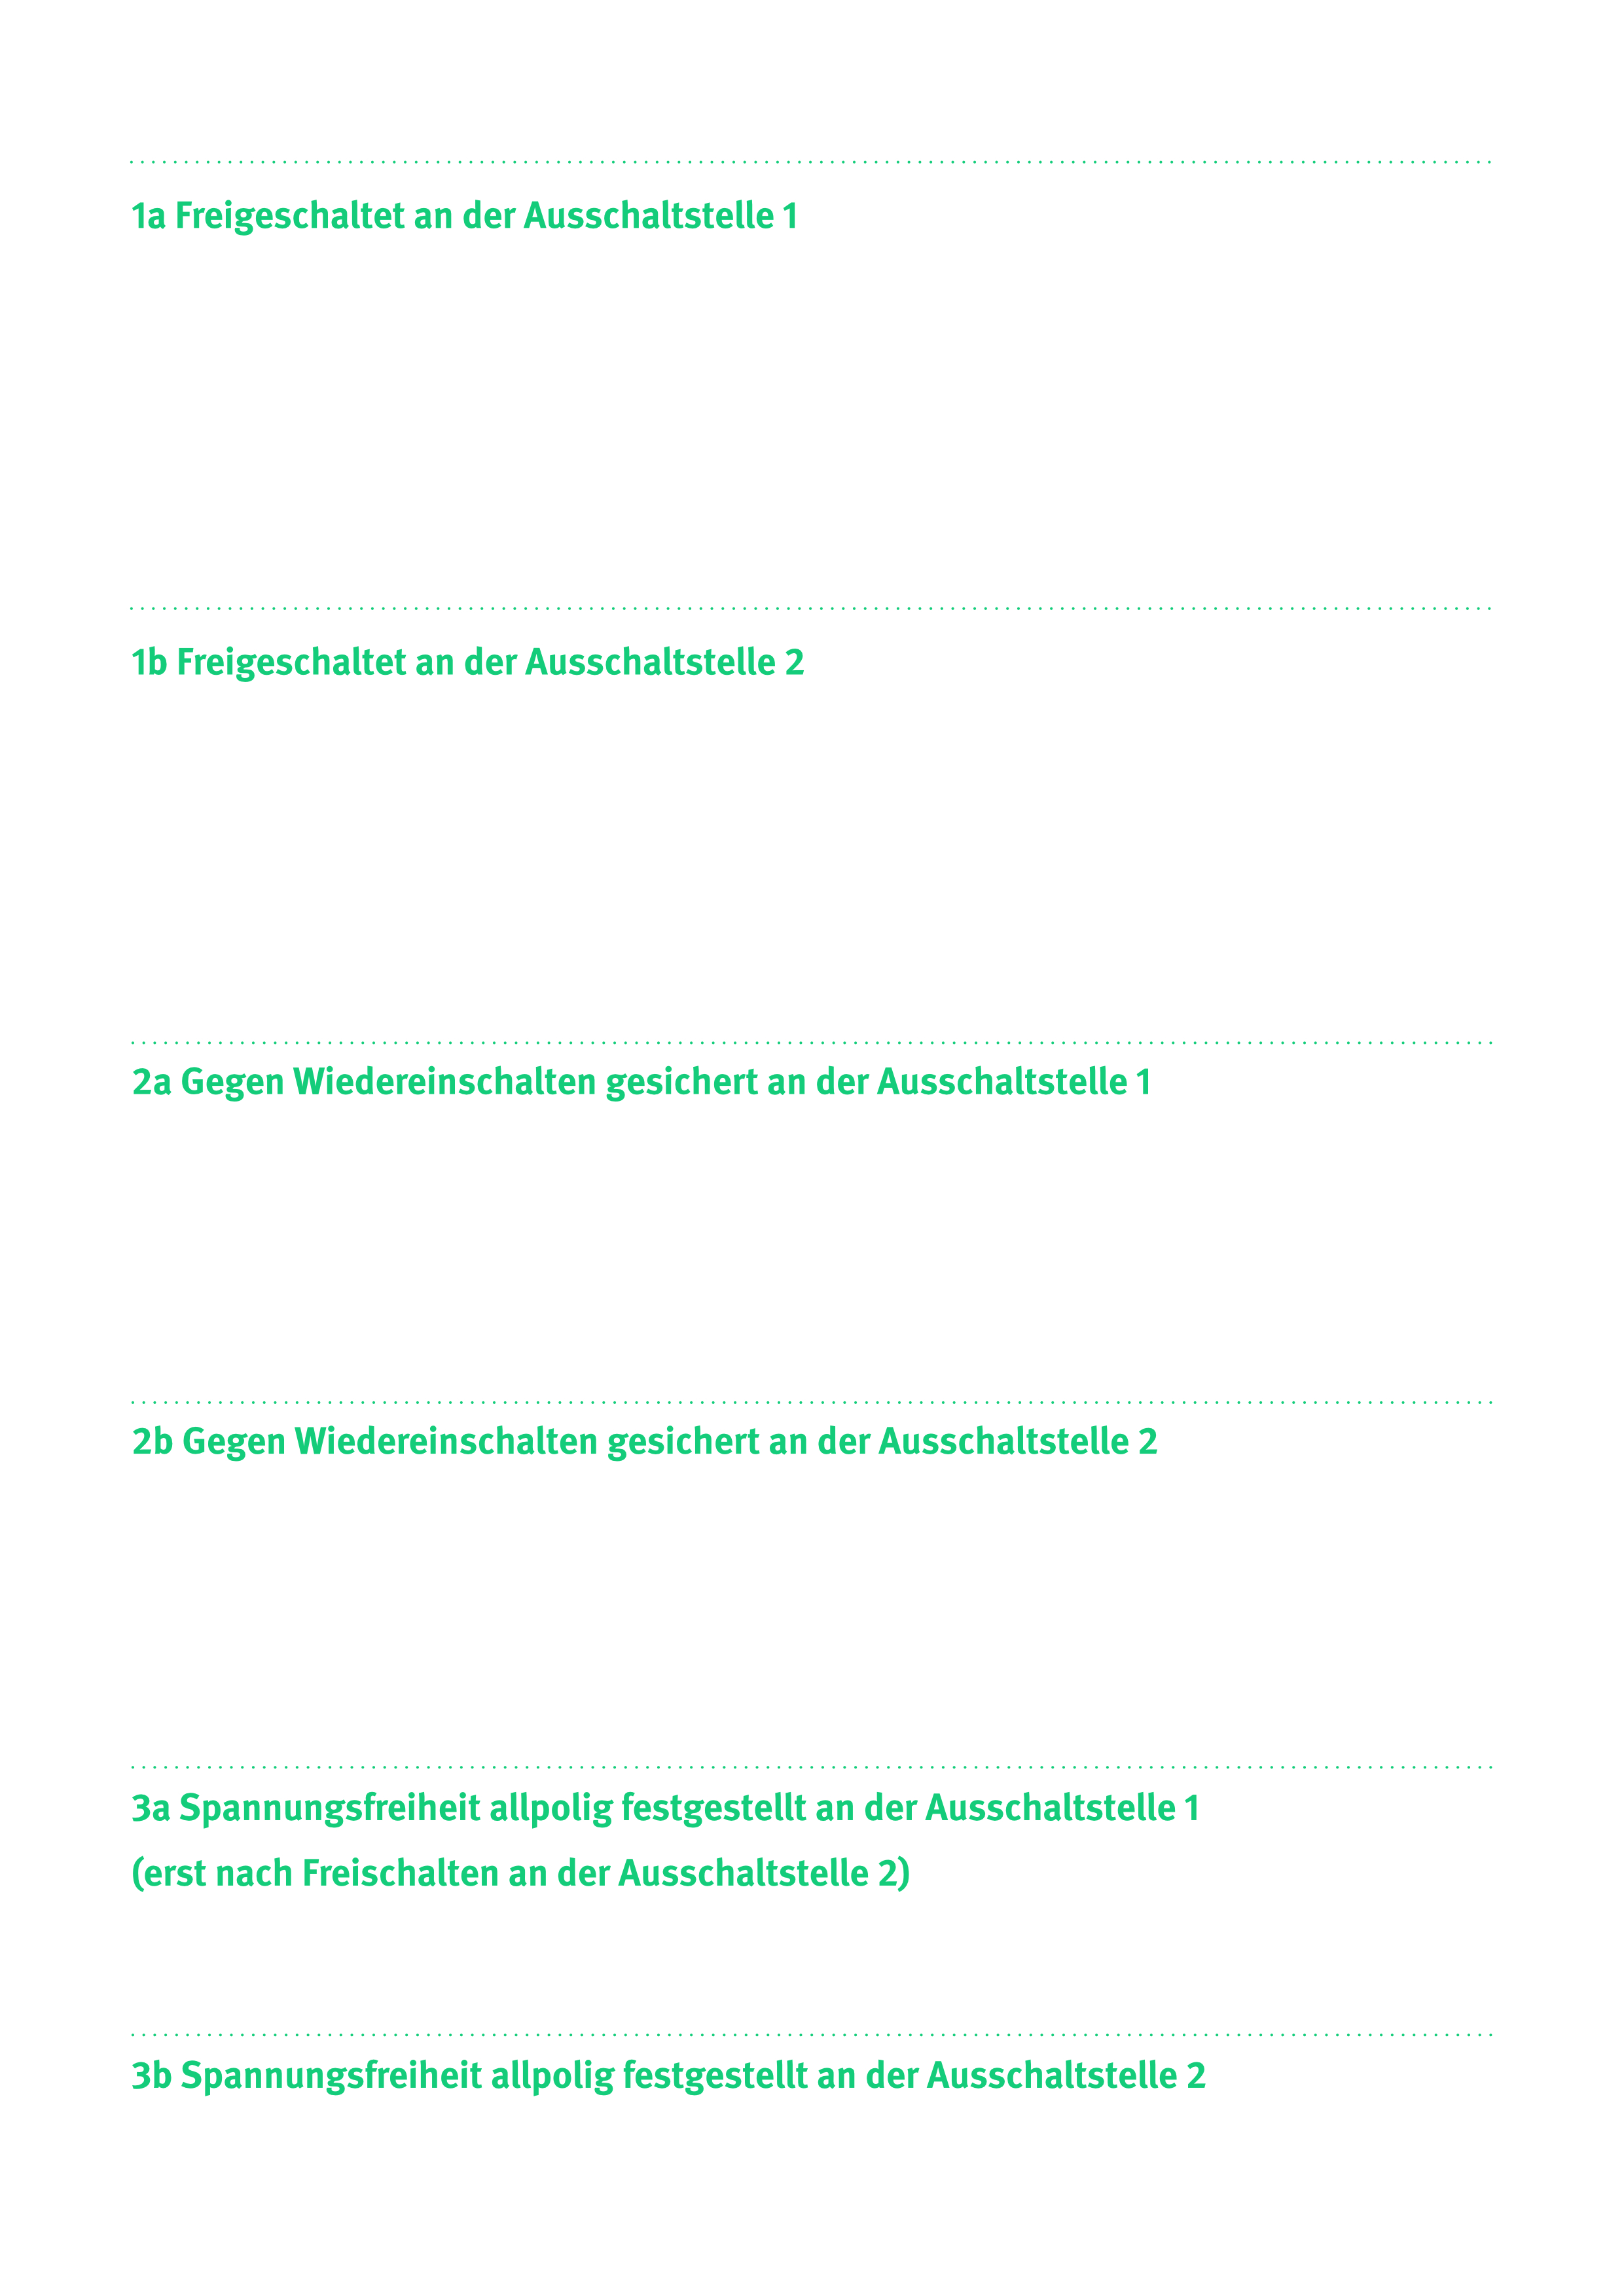 1a Freigeschaltet an der Ausschaltstelle 1
1b Freigeschaltet an der Ausschaltstelle 2
2a Gegen Wiedereinschalten gesichert an der Ausschaltstelle 1
2b Gegen Wiedereinschalten gesichert an der Ausschaltstelle 2
3a Spannungsfreiheit allpolig festgestellt an der Ausschaltstelle 1
(erst nach Freischalten an der Ausschaltstelle 2)
3b Spannungsfreiheit allpolig festgestellt an der Ausschaltstelle 2